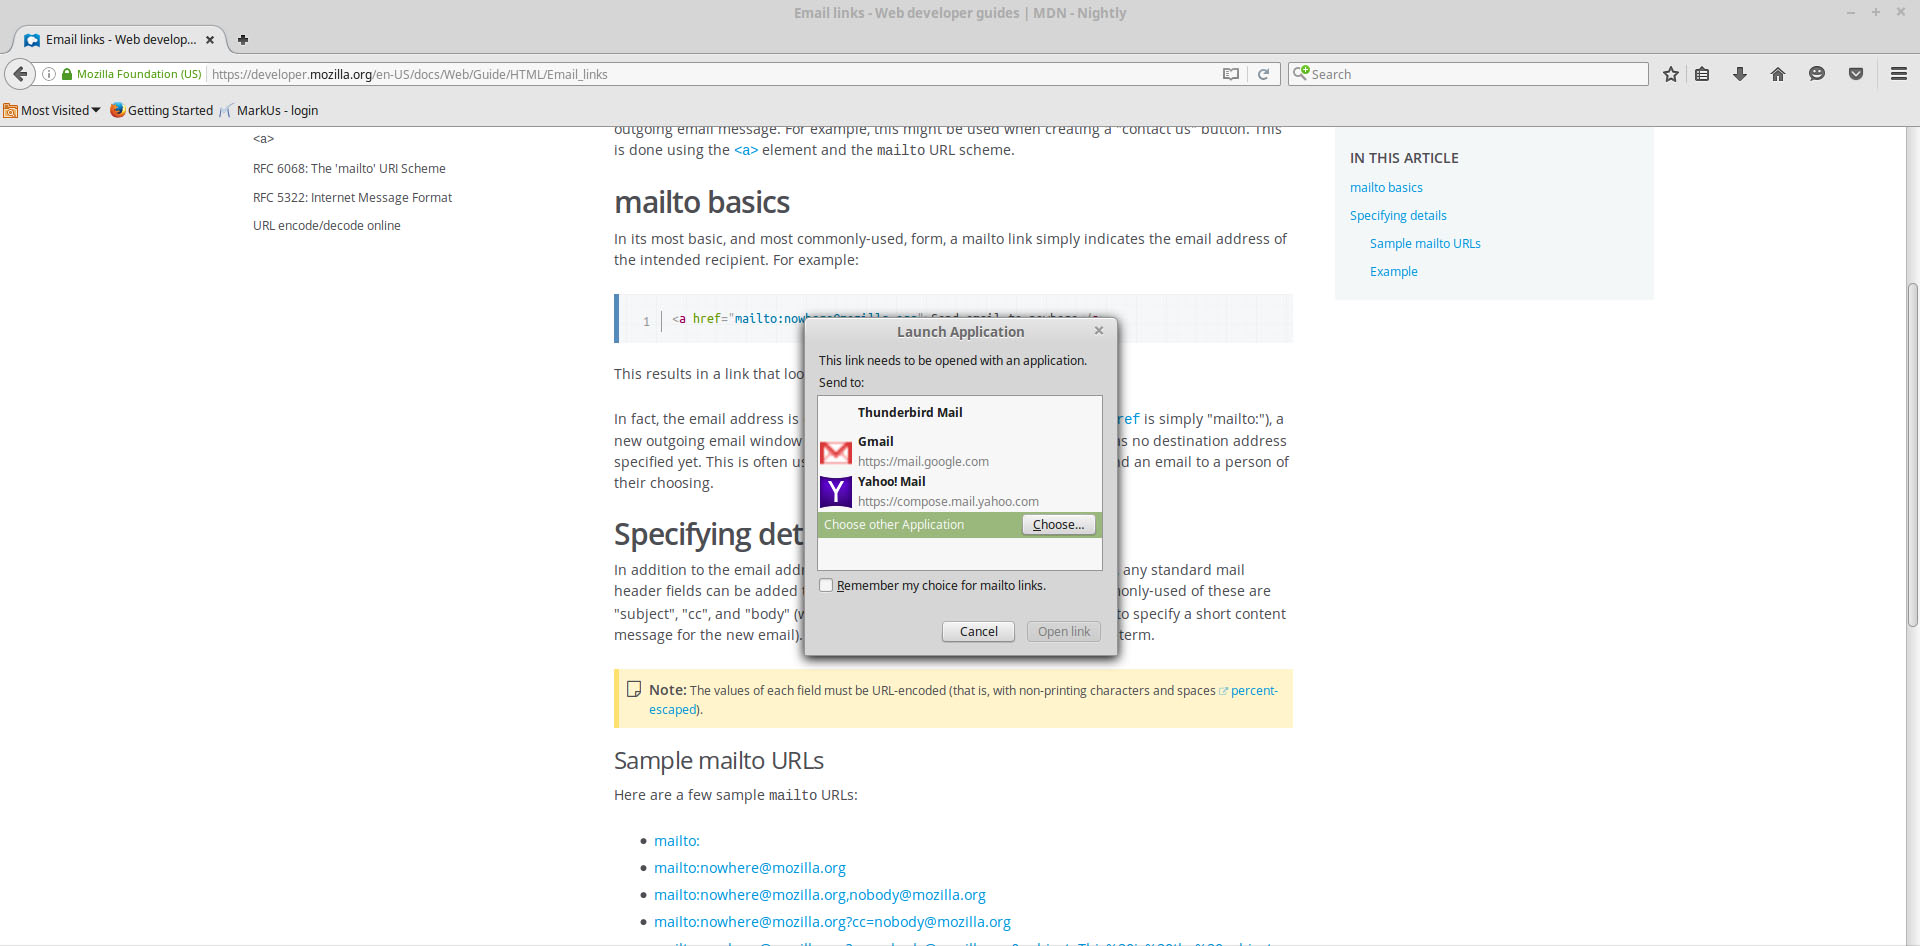 Email links - Web developer guides | MDN - Nightly
Email links - Web develop...
Mozilla Foundation (US)
https://developer.mozilla.org/en-US/docs/Web/Guide/HTML/Email_links
Search
Most Visited
Getting Started
MarkUs - login
<a>
RFC 6068: The 'mailto' URI Scheme
RFC 5322: Internet Message Format
URL encode/decode online
outgoing email message. For example, this might be used when creating a "contact us" button. This
is done using the <a> element and the mailto URL scheme.
mailto basics
In its most basic, and most commonly-used, form, a mailto link simply indicates the email address of
the intended recipient. For example:
1 <a href="mailto:nowhere@mozilla.org">Send email to nowhere</a>
This results in a link that loo
In fact, the email address is ref is simply "mailto:"), a
new outgoing email window as no destination address
specified yet. This is often us nd an email to a person of
their choosing.
Specifying det
In addition to the email addr any standard mail
header fields can be added only-used of these are
"subject", "cc", and "body" (w to specify a short content
message for the new email). term.
Note: The values of each field must be URL-encoded (that is, with non-printing characters and spaces percent-
escaped).
Sample mailto URLs
Here are a few sample mailto URLs:
mailto:
mailto:nowhere@mozilla.org
mailto:nowhere@mozilla.org,nobody@mozilla.org
mailto:nowhere@mozilla.org?cc=nobody@mozilla.org
IN THIS ARTICLE
mailto basics
Specifying details
Sample mailto URLs
Example
Launch Application
This link needs to be opened with an application.
Send to:
Thunderbird Mail
Gmail
https://mail.google.com
Yahoo! Mail
https://compose.mail.yahoo.com
Choose other Application
Choose...
Remember my choice for mailto links.
Cancel
Open link